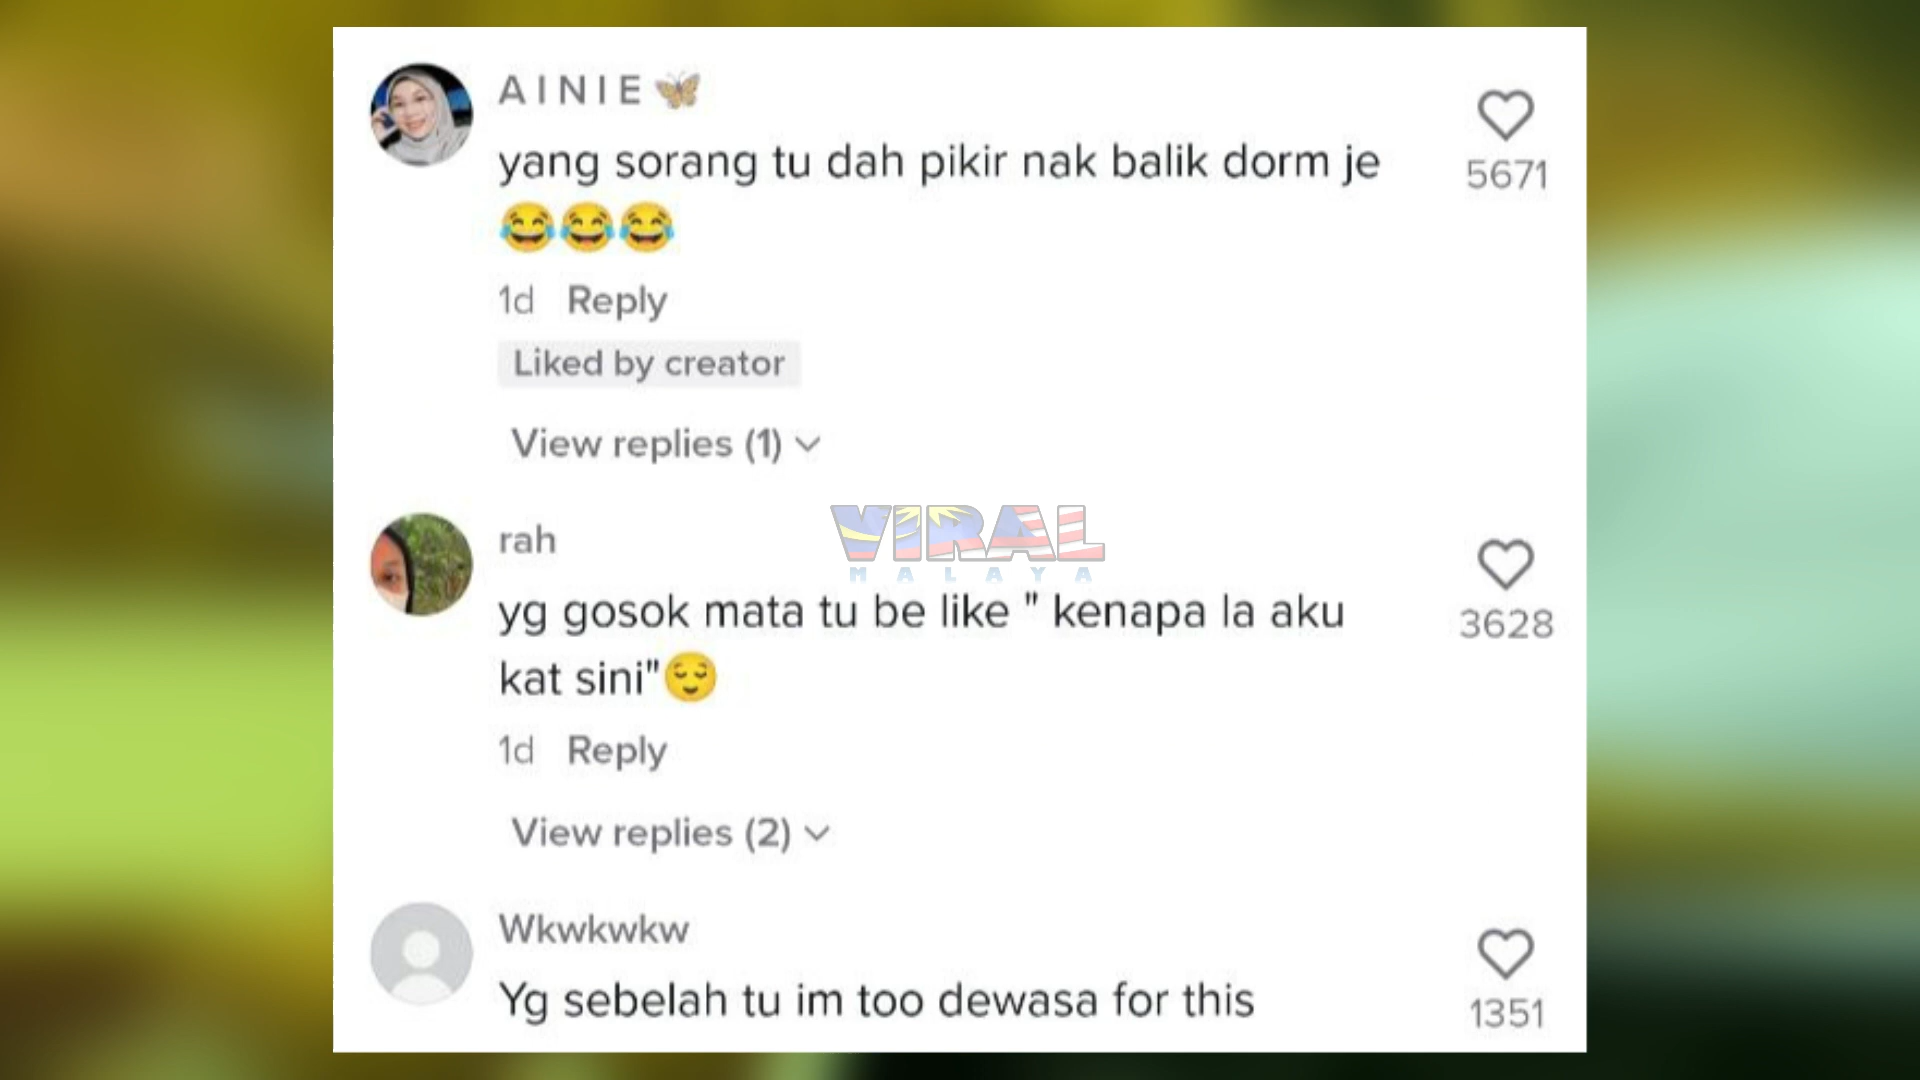 A I N I E 🦋
yang sorang tu dah pikir nak balik dorm je
😂😂😂
5671
1d Reply
Liked by creator
View replies (1)
rah
yg gosok mata tu be like " kenapa la aku
kat sini"😌
3628
1d Reply
View replies (2)
VIRAL
MALAYA
Wkwkwkw
Yg sebelah tu im too dewasa for this
1351